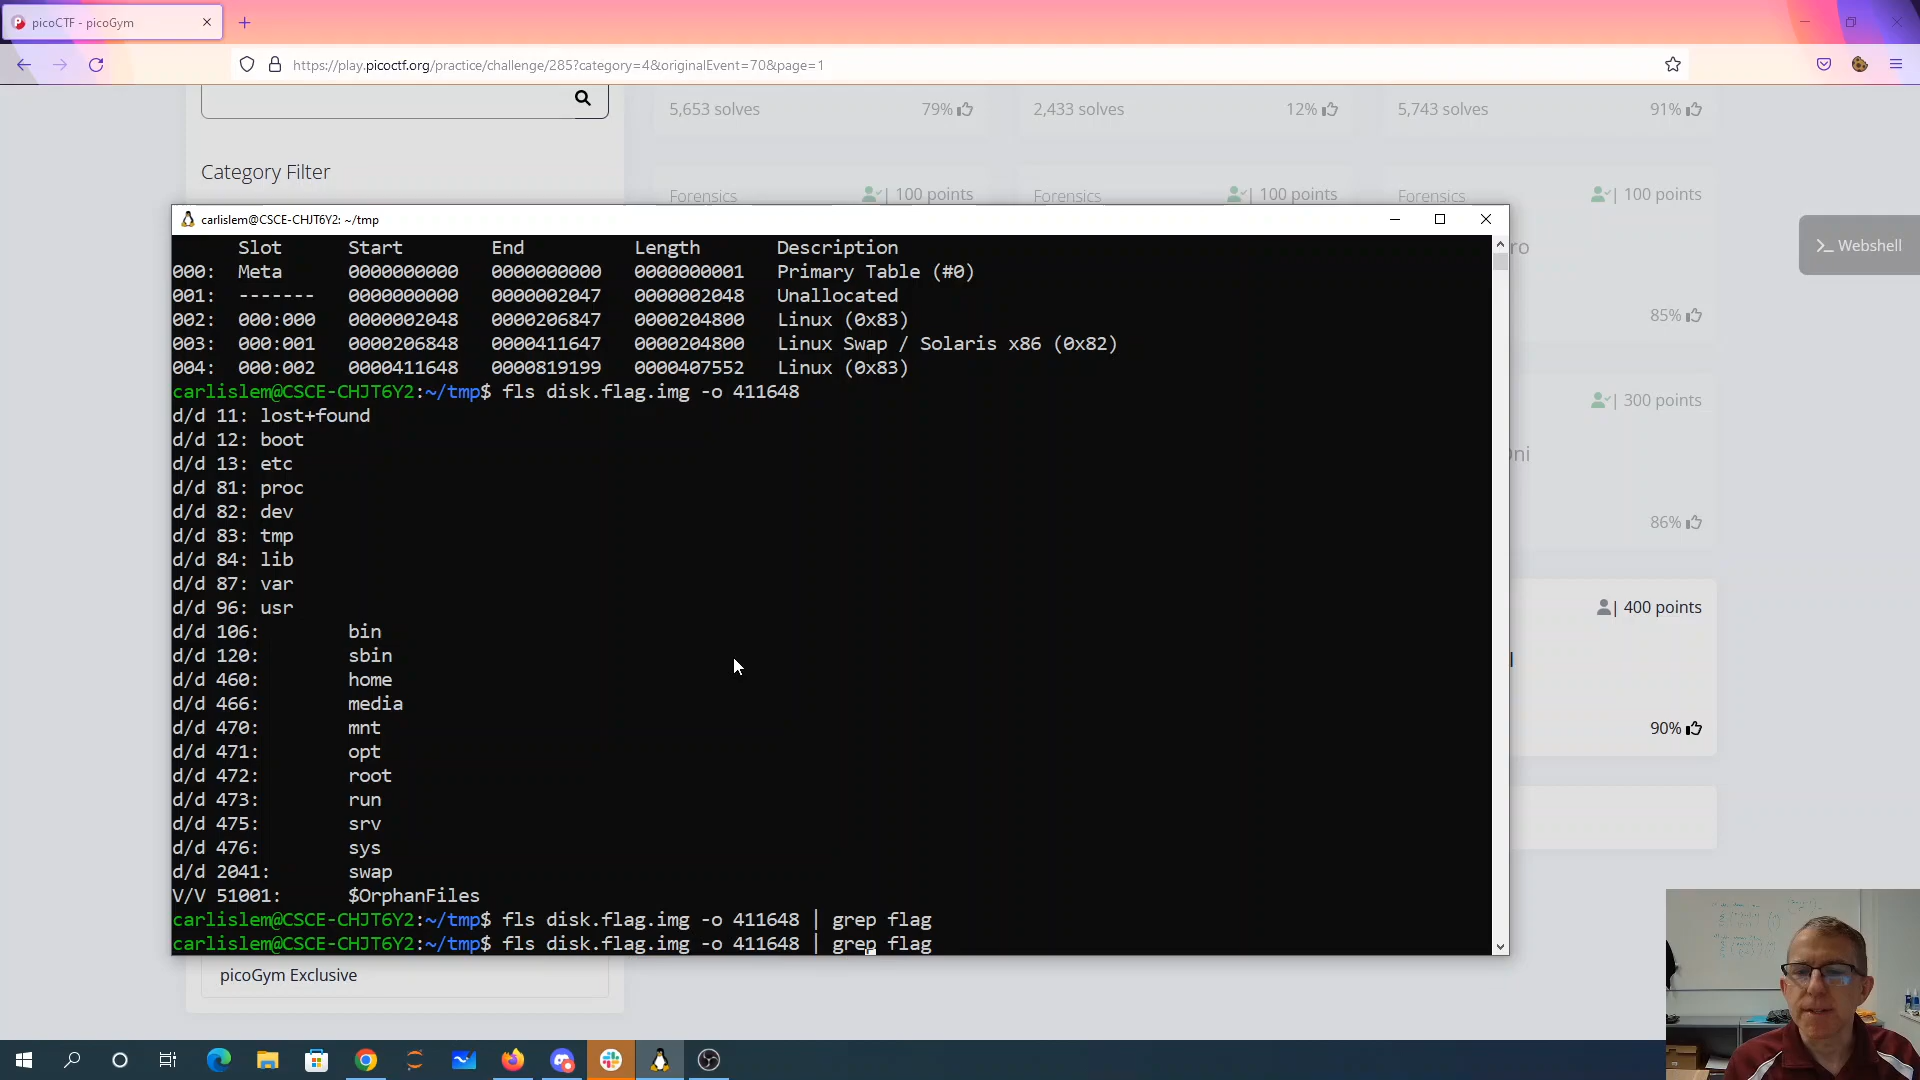 picoCTF - picoGym
https://play.picoctf.org/practice/challenge/285?category=4&originalEvent=70&page=1
5,653 solves 79%
2,433 solves 12%
5,743 solves 91%
Category Filter
Forensics | 100 points
Forensics | 100 points
Forensics | 100 points
carlislem@CSCE-CHJT6Y2: ~/tmp
ro
>_ Webshell
Slot Start End Length Description
000: Meta 0000000000 0000000000 0000000001 Primary Table (#0)
001: ------- 0000000000 0000002047 0000002048 Unallocated
002: 000:000 0000002048 0000206847 0000204800 Linux (0x83)
85%
003: 000:001 0000206848 0000411647 0000204800 Linux Swap / Solaris x86 (0x82)
004: 000:002 0000411648 0000819199 0000407552 Linux (0x83)
carlislem@CSCE-CHJT6Y2:~/tmp$ fls disk.flag.img -o 411648
| 300 points
d/d 11: lost+found
d/d 12: boot
ni
d/d 13: etc
d/d 81: proc
d/d 82: dev
86%
d/d 83: tmp
d/d 84: lib
d/d 87: var
d/d 96: usr
| 400 points
d/d 106: bin
d/d 120: sbin
l
d/d 460: home
d/d 466: media
d/d 470: mnt
90%
d/d 471: opt
d/d 472: root
d/d 473: run
d/d 475: srv
d/d 476: sys
d/d 2041: swap
V/V 51001: $OrphanFiles
carlislem@CSCE-CHJT6Y2:~/tmp$ fls disk.flag.img -o 411648 | grep flag
carlislem@CSCE-CHJT6Y2:~/tmp$ fls disk.flag.img -o 411648 | grep flag
picoGym Exclusive